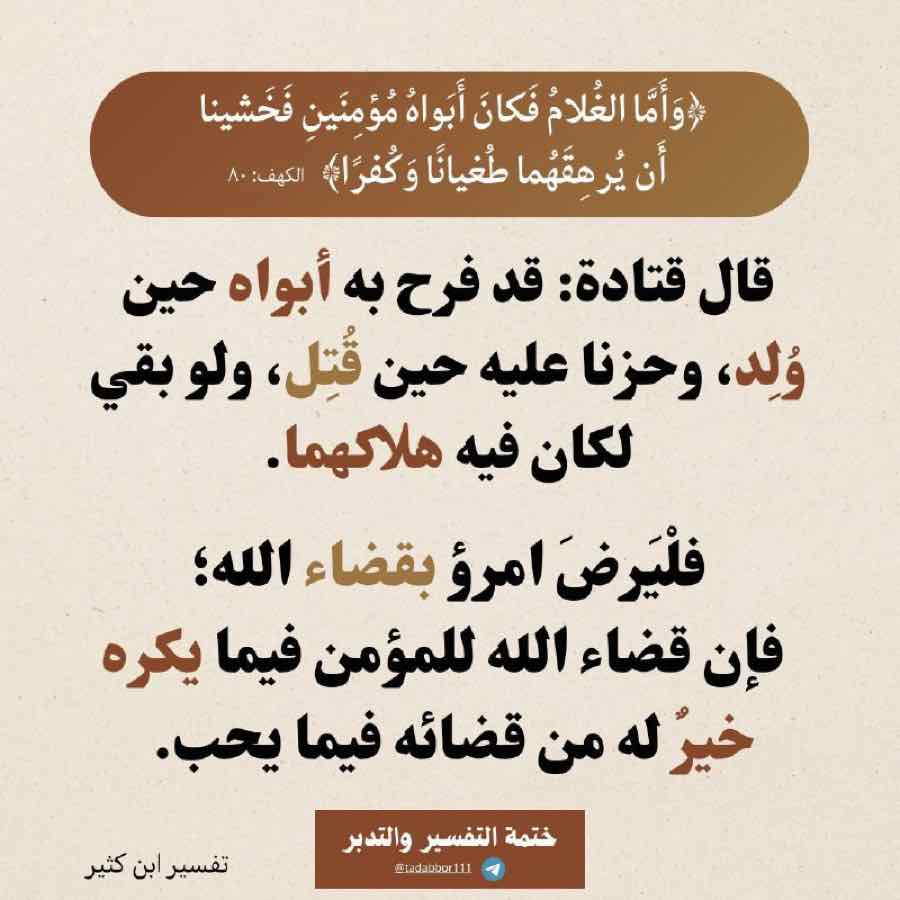 ﴿وَأَمَّا الغُلامُ فَكانَ أَبَواهُ مُؤمِنَينِ فَخَشينا
أَن يُرهِقَهُما طُغيانًا وَكُفرًا﴾ الكهف: ٨٠
قال قتادة: قد فرح به أبواه حين
وُلِد، وحزنا عليه حين قُتِل، ولو بقي
لكان فيه هلاكهما.
فلْيَرضَ امرؤ بقضاء الله؛
فإن قضاء الله للمؤمن فيما يكره
خيرٌ له من قضائه فيما يحب.
ختمة التفسير والتدبر
@tadabbor111
تفسير ابن كثير